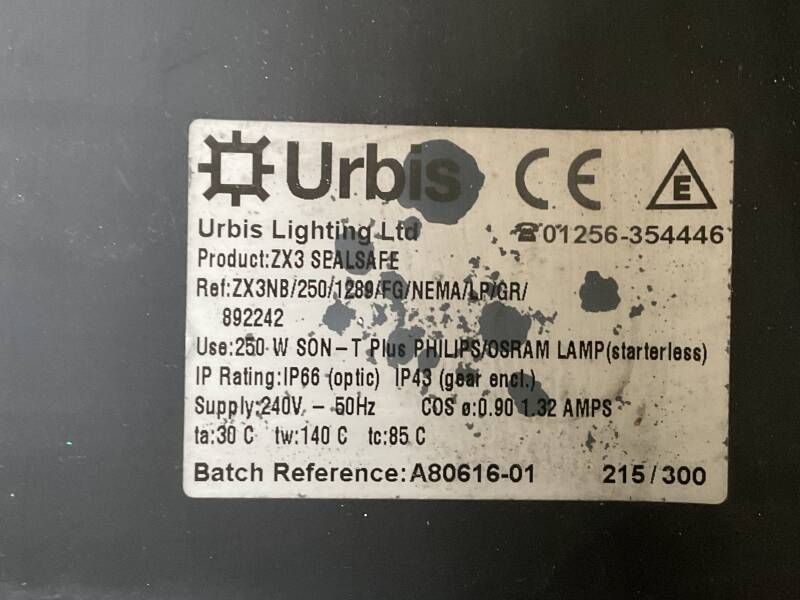 Urbis CE E
Urbis Lighting Ltd ☎01256-354446
Product:ZX3 SEALSAFE
Ref:ZX3NB/250/1289/FG/NEMA/LP/GR/
892242
Use:250 W SON-T Plus PHILIPS/OSRAM LAMP(starterless)
IP Rating:IP66 (optic) IP43 (gear encl.)
Supply:240V. - 50Hz COS ø:0.90 1.32 AMPS
ta:30 C tw:140 C tc:85 C
Batch Reference:A80616-01 215/300